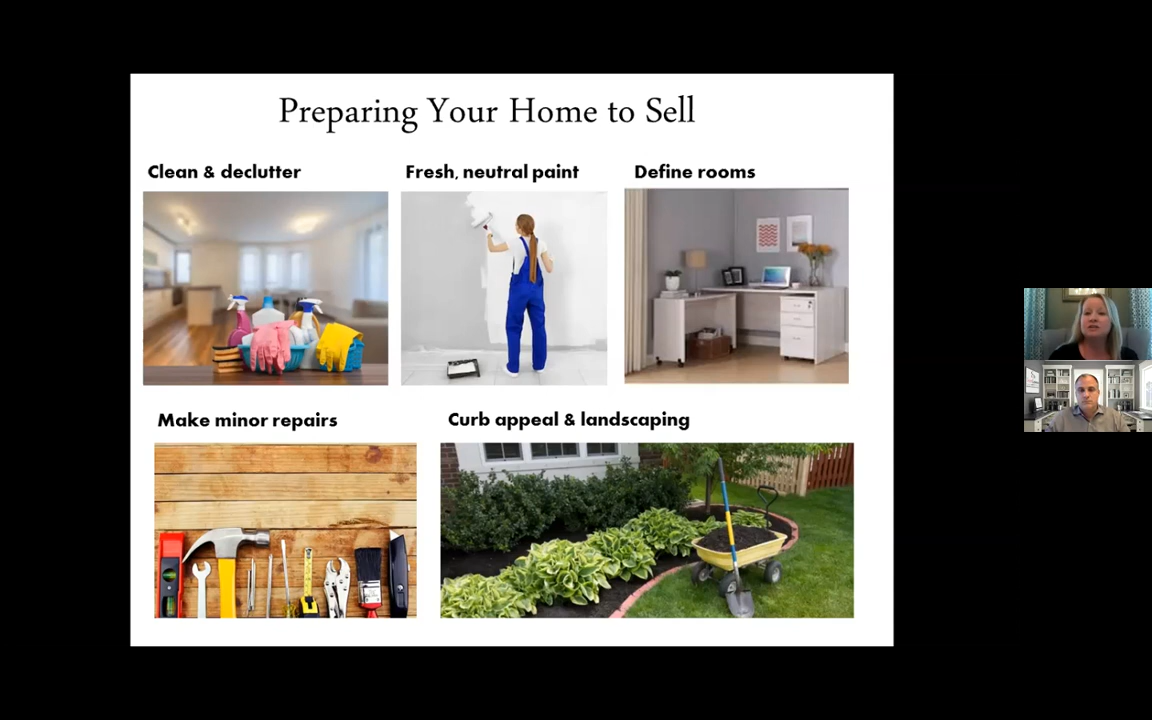 Preparing Your Home to Sell
Clean & declutter
Fresh, neutral paint
Define rooms
Make minor repairs
Curb appeal & landscaping